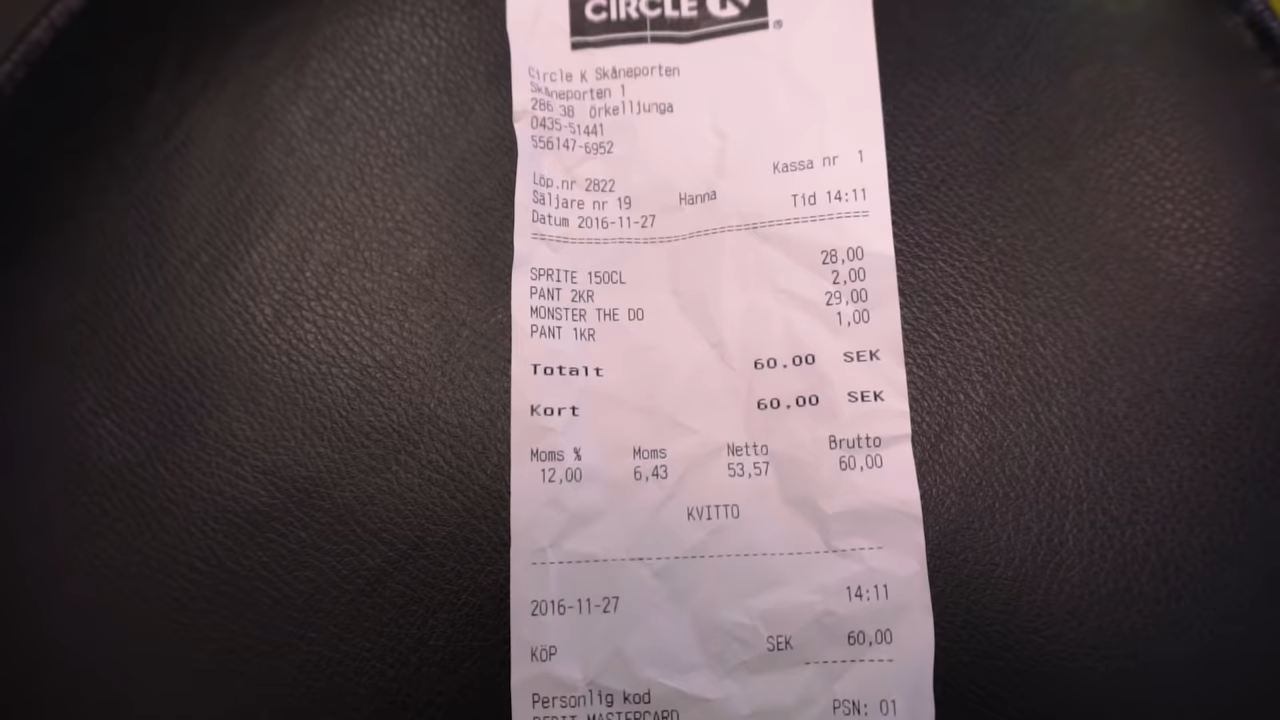 CIRCLE K
Circle K Skåneporten
Skåneporten 1
286 38 Örkelljunga
0435-51441
556147-6952
Kassa nr 1
Löp.nr 2822
Säljare nr 19 Hanna Tid 14:11
Datum 2016-11-27
SPRITE 150CL 28,00
PANT 2KR 2,00
MONSTER THE DO 29,00
PANT 1KR 1,00
Totalt 60.00 SEK
Kort 60.00 SEK
Moms % Moms Netto Brutto
12,00 6,43 53,57 60,00
KVITTO
2016-11-27 14:11
KÖP SEK 60,00
Personlig kod PSN: 01
DEBIT MASTERCARD